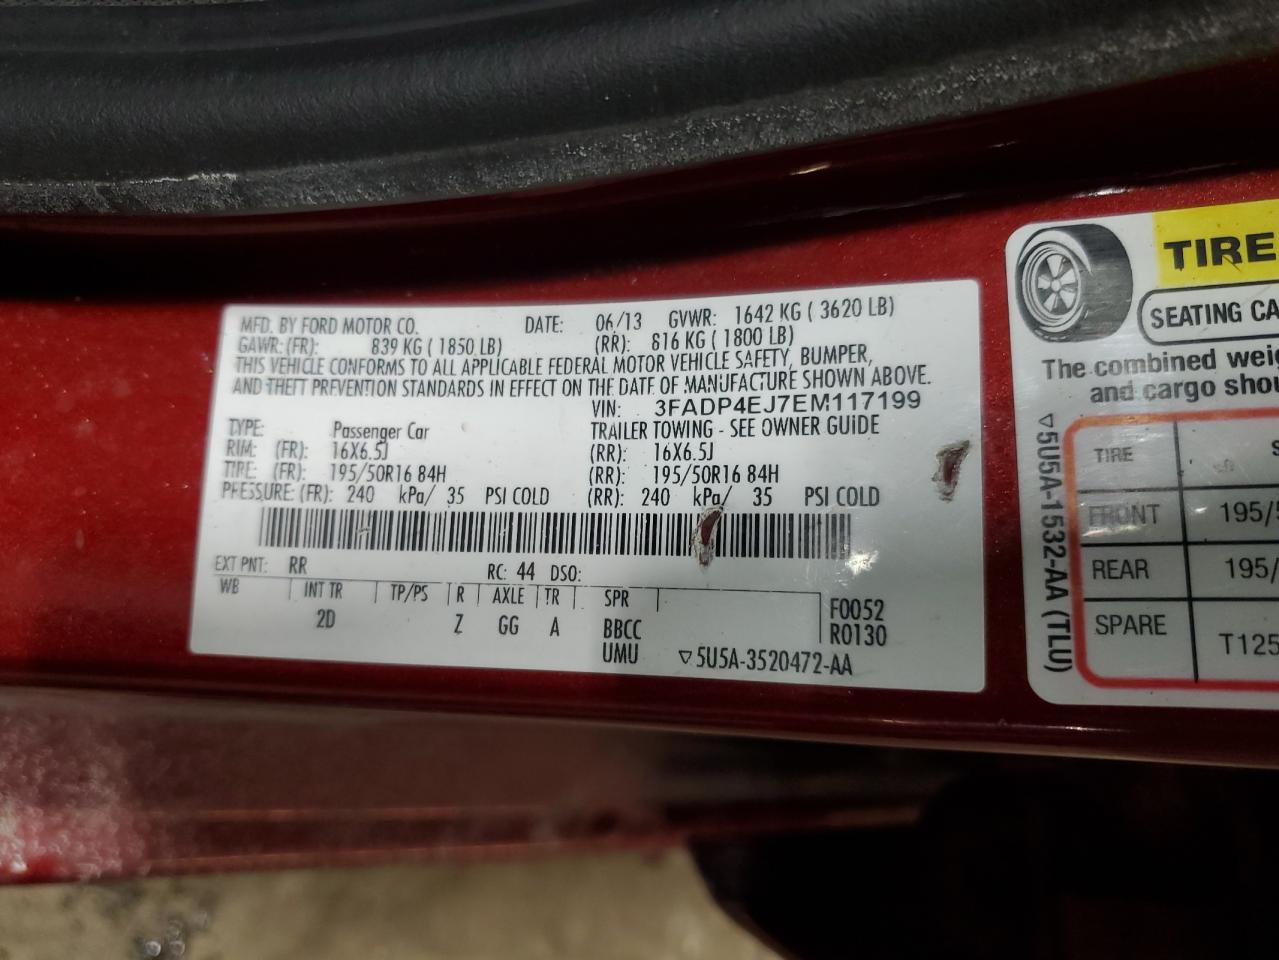 MFD. BY FORD MOTOR CO. DATE: 06/13 GVWR: 1642 KG ( 3620 LB)
GAWR: (FR): 839 KG ( 1850 LB) (RR): 816 KG ( 1800 LB)
THIS VEHICLE CONFORMS TO ALL APPLICABLE FEDERAL MOTOR VEHICLE SAFETY, BUMPER,
AND THEFT PREVENTION STANDARDS IN EFFECT ON THE DATE OF MANUFACTURE SHOWN ABOVE.
VIN: 3FADP4EJ7EM117199
TYPE: Passenger Car TRAILER TOWING - SEE OWNER GUIDE
RIM: (FR): 16X6.5J (RR): 16X6.5J
TIRE: (FR): 195/50R16 84H (RR): 195/50R16 84H
PRESSURE: (FR): 240 kPa/ 35 PSI COLD (RR): 240 kPa/ 35 PSI COLD
EXT PNT: RR RC: 44 DSO:
WB INT TR TP/PS R AXLE TR SPR F0052
2D Z GG A BBCC R0130
UMU ▽5U5A-3520472-AA
TIRE
SEATING CA
The combined weig
and cargo shou
▽5U5A-1532-AA (TLU)
TIRE S
FRONT 195/5
REAR 195/
SPARE T125